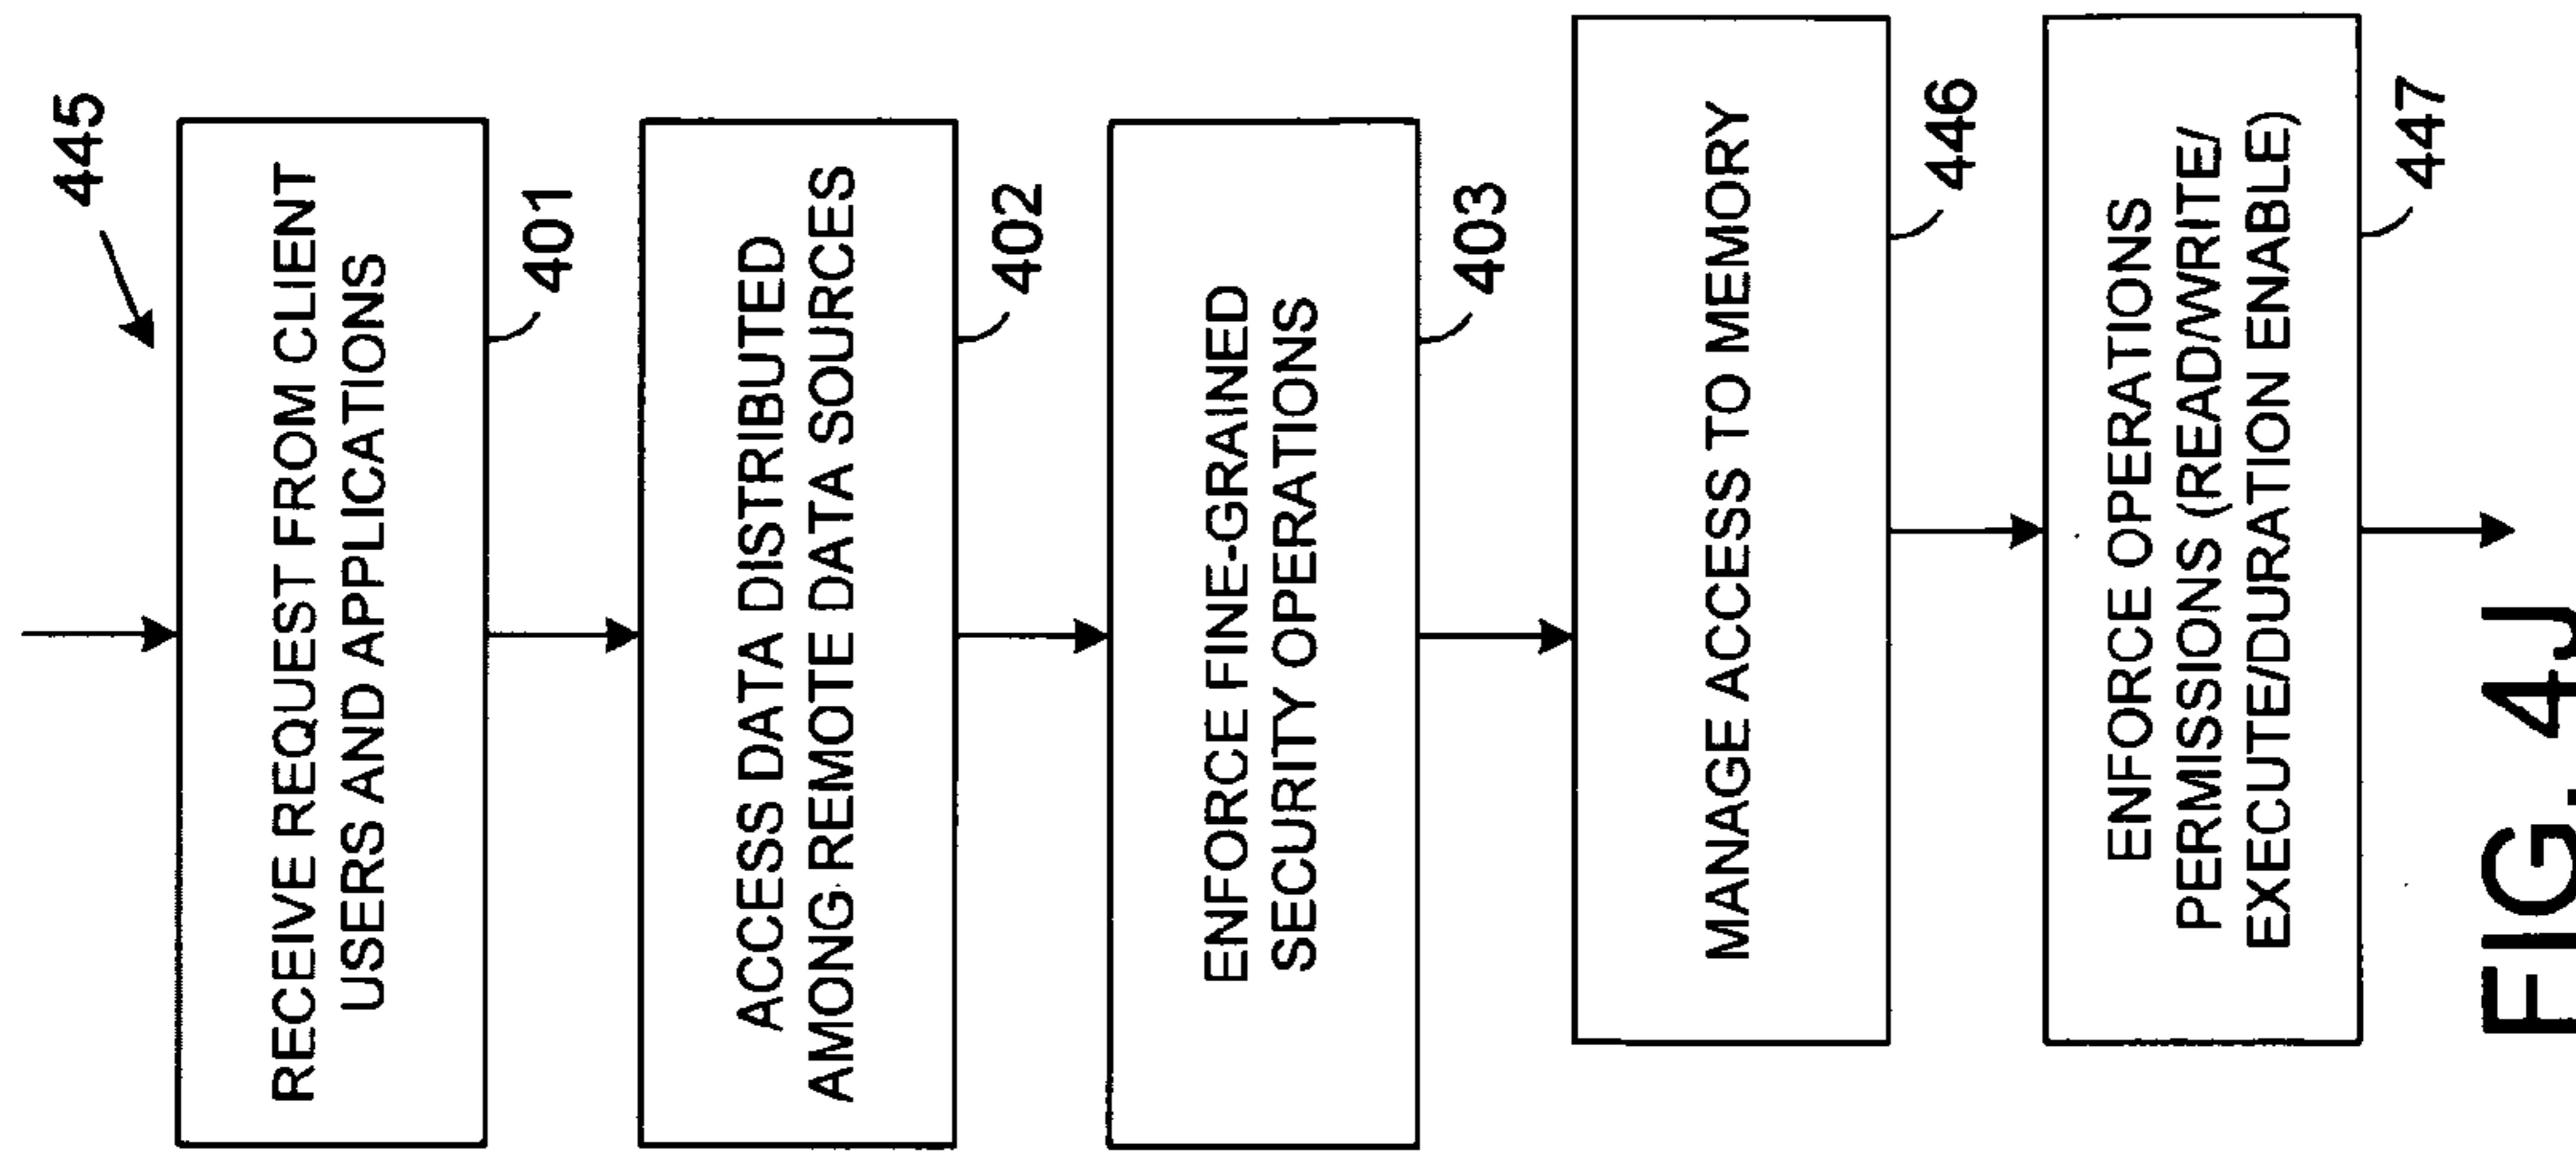 445
RECEIVE REQUEST FROM CLIENT
USERS AND APPLICATIONS
401
ACCESS DATA DISTRIBUTED
AMONG REMOTE DATA SOURCES
402
ENFORCE FINE-GRAINED
SECURITY OPERATIONS
403
MANAGE ACCESS TO MEMORY
446
ENFORCE OPERATIONS
PERMISSIONS (READ/WRITE/
EXECUTE/DURATION ENABLE)
447
FIG. 4J